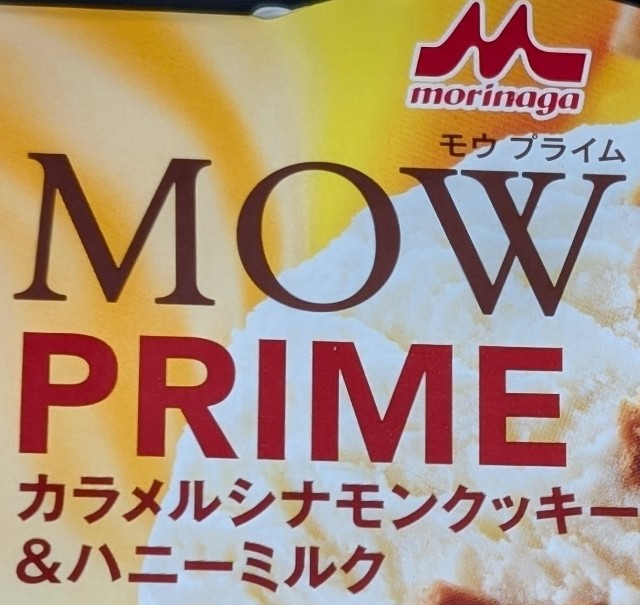 morinaga
モウ プライム
MOW
PRIME
カラメルシナモンクッキー
&ハニーミルク